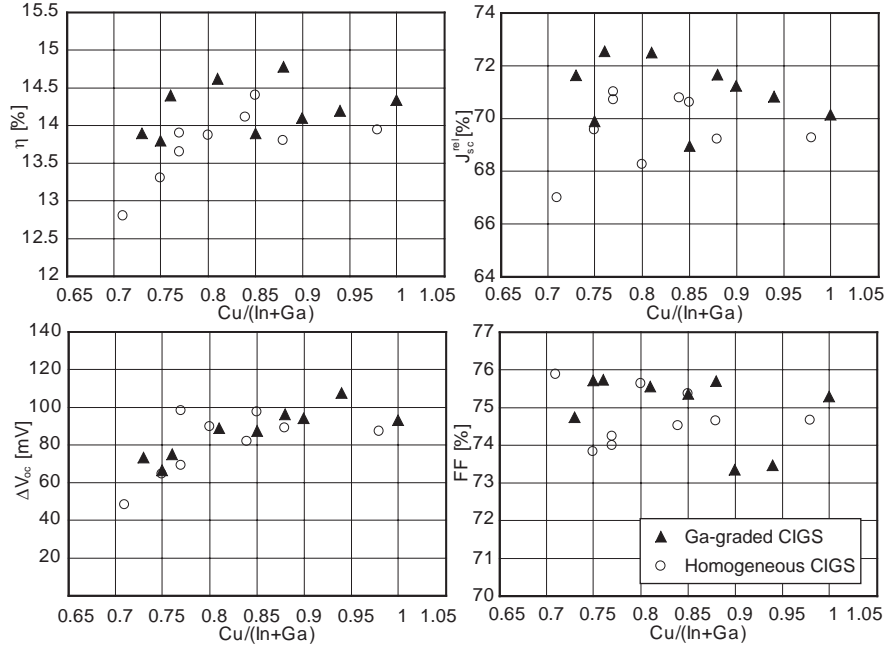 15.5
15
14.5
14
13.5
13
12.5
12
η [%]
0.65 0.7 0.75 0.8 0.85 0.9 0.95 1 1.05
Cu/(In+Ga)
74
72
70
68
66
64
J_sc^rel [%]
0.65 0.7 0.75 0.8 0.85 0.9 0.95 1 1.05
Cu/(In+Ga)
140
120
100
80
60
40
20
ΔV_oc [mV]
0.65 0.7 0.75 0.8 0.85 0.9 0.95 1 1.05
Cu/(In+Ga)
77
76
75
74
73
72
71
70
FF [%]
Ga-graded CIGS
Homogeneous CIGS
0.65 0.7 0.75 0.8 0.85 0.9 0.95 1 1.05
Cu/(In+Ga)